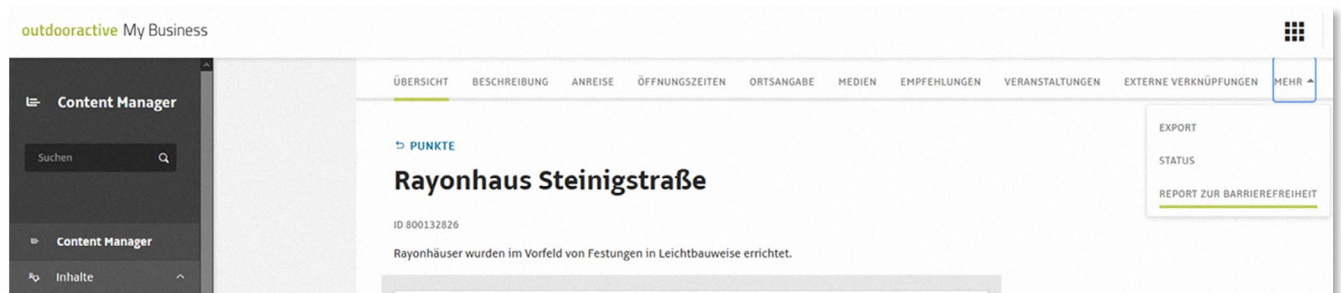 outdooractive My Business
Content Manager
Suchen
Content Manager
Inhalte
ÜBERSICHT BESCHREIBUNG ANREISE ÖFFNUNGSZEITEN ORTSANGABE MEDIEN EMPFEHLUNGEN VERANSTALTUNGEN EXTERNE VERKNÜPFUNGEN MEHR
EXPORT
STATUS
REPORT ZUR BARRIEREFREIHEIT
PUNKTE
Rayonhaus Steinigstraße
ID 800132826
Rayonhäuser wurden im Vorfeld von Festungen in Leichtbauweise errichtet.